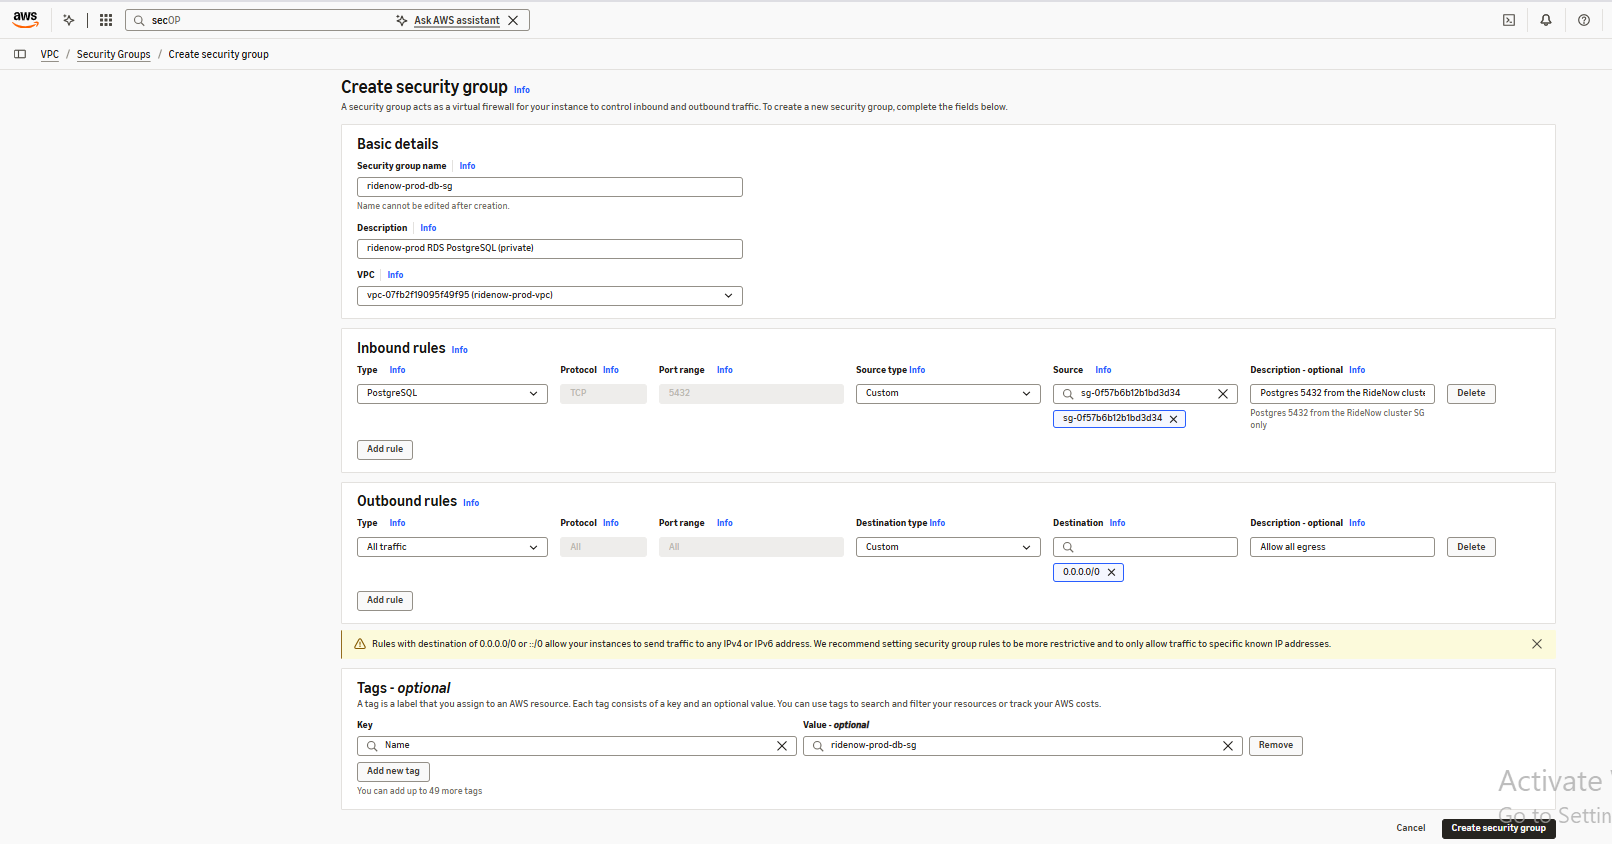 aws
secOP
Ask AWS assistant
VPC / Security Groups / Create security group
Create security group Info
A security group acts as a virtual firewall for your instance to control inbound and outbound traffic. To create a new security group, complete the fields below.
Basic details
Security group name Info
ridenow-prod-db-sg
Name cannot be edited after creation.
Description Info
ridenow-prod RDS PostgreSQL (private)
VPC Info
vpc-07fb2f19095f49f95 (ridenow-prod-vpc)
Inbound rules Info
Type Info Protocol Info Port range Info Source type Info Source Info Description - optional Info
PostgreSQL TCP 5432 Custom sg-0f57b6b12b1bd3d34 Postgres 5432 from the RideNow cluste Delete
sg-0f57b6b12b1bd3d34 Postgres 5432 from the RideNow cluster SG
only
Add rule
Outbound rules Info
Type Info Protocol Info Port range Info Destination type Info Destination Info Description - optional Info
All traffic All All Custom Allow all egress Delete
0.0.0.0/0
Add rule
Rules with destination of 0.0.0.0/0 or ::/0 allow your instances to send traffic to any IPv4 or IPv6 address. We recommend setting security group rules to be more restrictive and to only allow traffic to specific known IP addresses.
Tags - optional
A tag is a label that you assign to an AWS resource. Each tag consists of a key and an optional value. You can use tags to search and filter your resources or track your AWS costs.
Key Value - optional
Name ridenow-prod-db-sg Remove
Add new tag
You can add up to 49 more tags
Activate
Go to Settin
Cancel Create security group